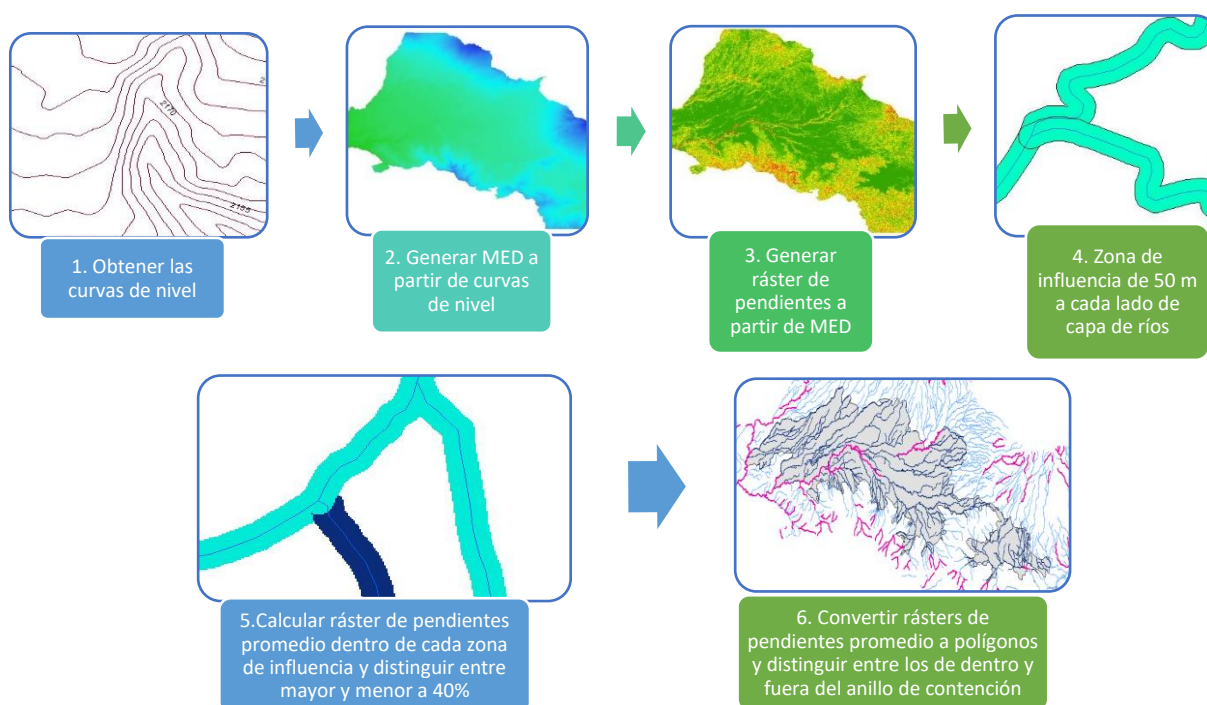 2170
2155
1. Obtener las
curvas de nivel
2. Generar MED a
partir de curvas
de nivel
3. Generar
ráster de
pendientes a
partir de MED
4. Zona de
influencia de 50 m
a cada lado de
capa de ríos
5.Calcular ráster de pendientes
promedio dentro de cada zona
de influencia y distinguir entre
mayor y menor a 40%
6. Convertir rásters de
pendientes promedio a polígonos
y distinguir entre los de dentro y
fuera del anillo de contención